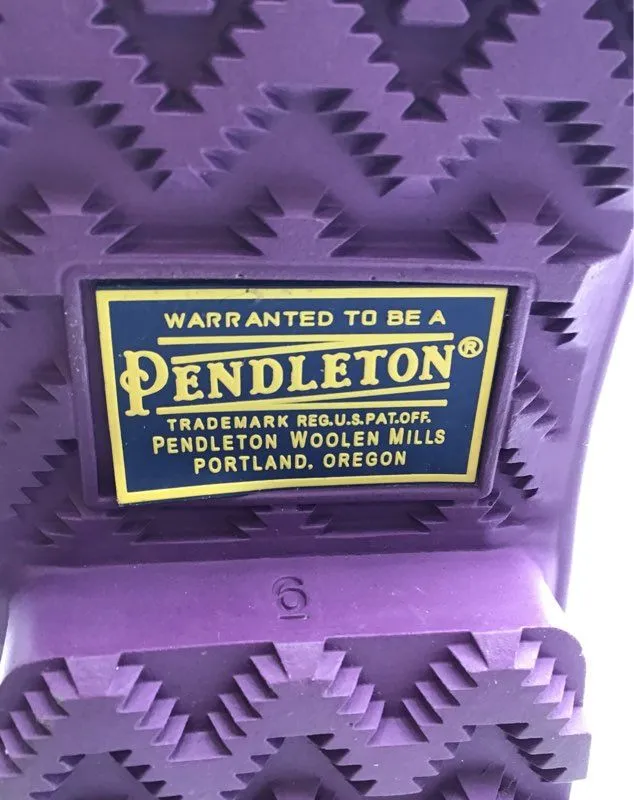 WARRANTED TO BE A
PENDLETON®
TRADEMARK REG.U.S.PAT.OFF.
PENDLETON WOOLEN MILLS
PORTLAND, OREGON
6